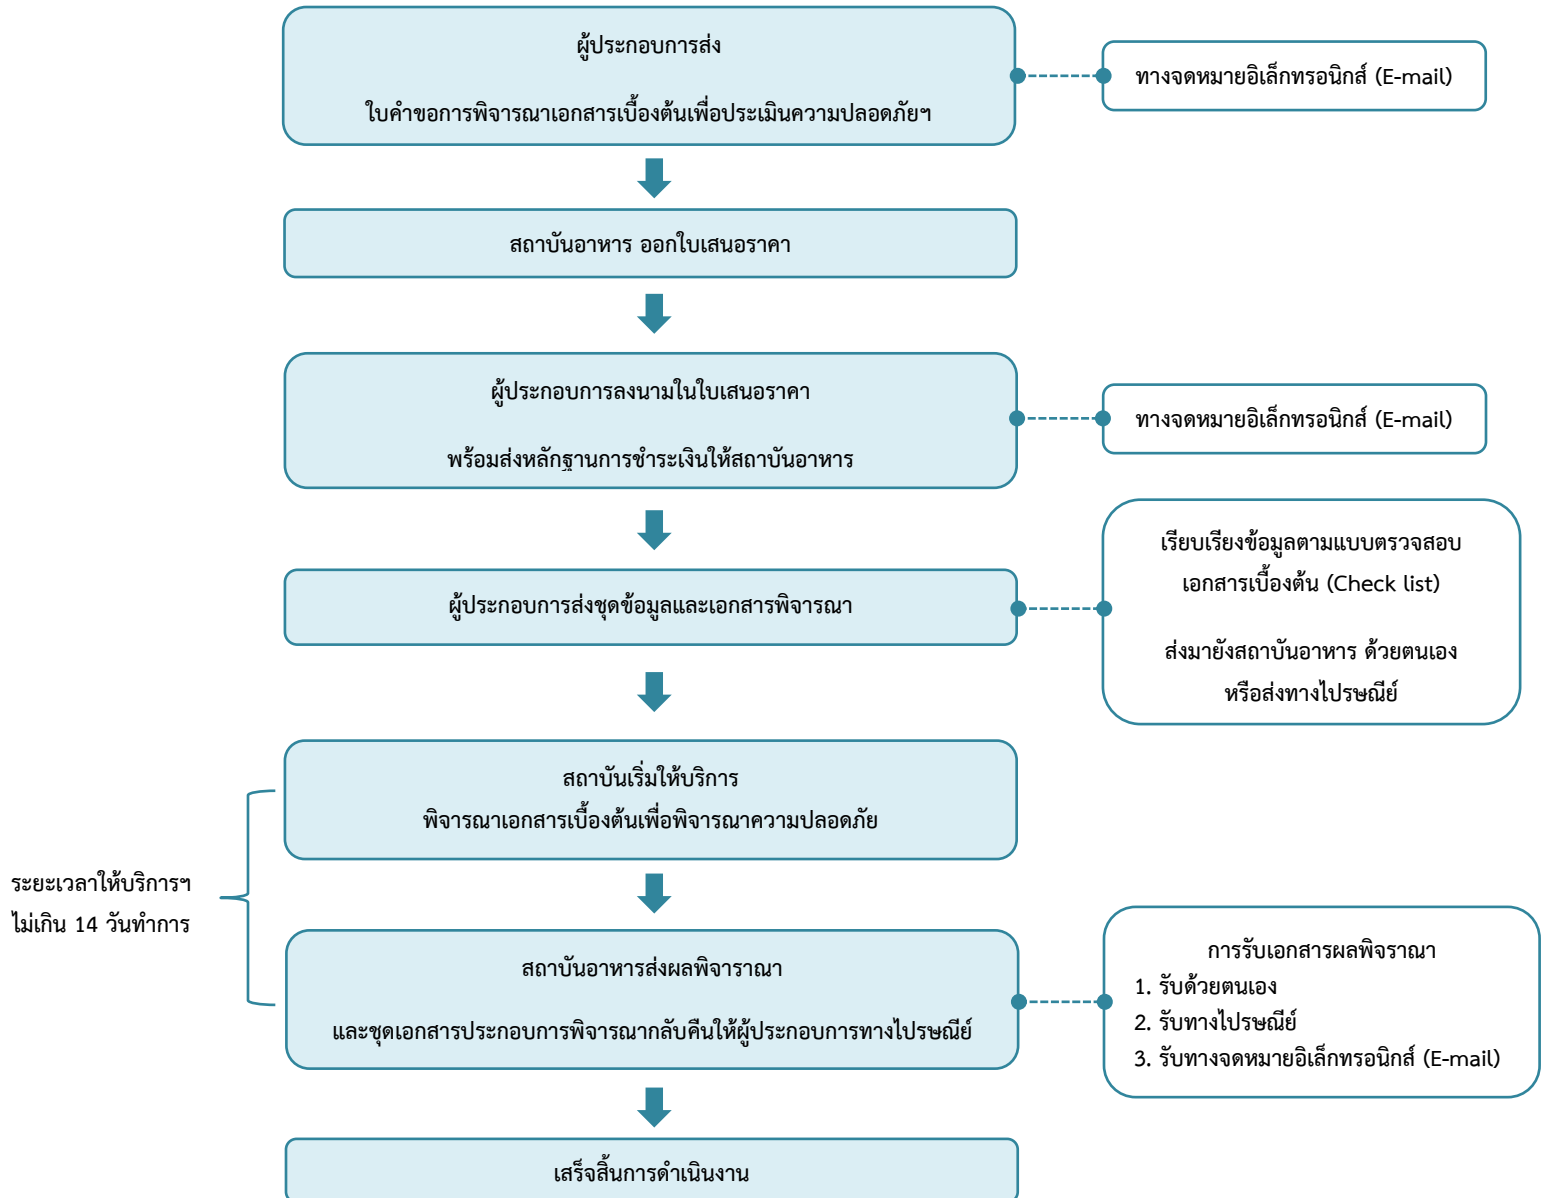 ผู้ประกอบการส่ง
ใบคำขอการพิจารณาเอกสารเบื้องต้นเพื่อประเมินความปลอดภัยฯ
ทางจดหมายอิเล็กทรอนิกส์ (E-mail)
สถาบันอาหาร ออกใบเสนอราคา
ผู้ประกอบการลงนามในใบเสนอราคา
พร้อมส่งหลักฐานการชำระเงินให้สถาบันอาหาร
ทางจดหมายอิเล็กทรอนิกส์ (E-mail)
ผู้ประกอบการส่งชุดข้อมูลและเอกสารพิจารณา
เรียบเรียงข้อมูลตามแบบตรวจสอบ
เอกสารเบื้องต้น (Check list)
ส่งมายังสถาบันอาหาร ด้วยตนเอง
หรือส่งทางไปรษณีย์
สถาบันเริ่มให้บริการ
พิจารณาเอกสารเบื้องต้นเพื่อพิจารณาความปลอดภัย
ระยะเวลาให้บริการฯ
ไม่เกิน 14 วันทำการ
สถาบันอาหารส่งผลพิจาราณา
และชุดเอกสารประกอบการพิจารณากลับคืนให้ผู้ประกอบการทางไปรษณีย์
การรับเอกสารผลพิจราณา
1. รับด้วยตนเอง
2. รับทางไปรษณีย์
3. รับทางจดหมายอิเล็กทรอนิกส์ (E-mail)
เสร็จสิ้นการดำเนินงาน